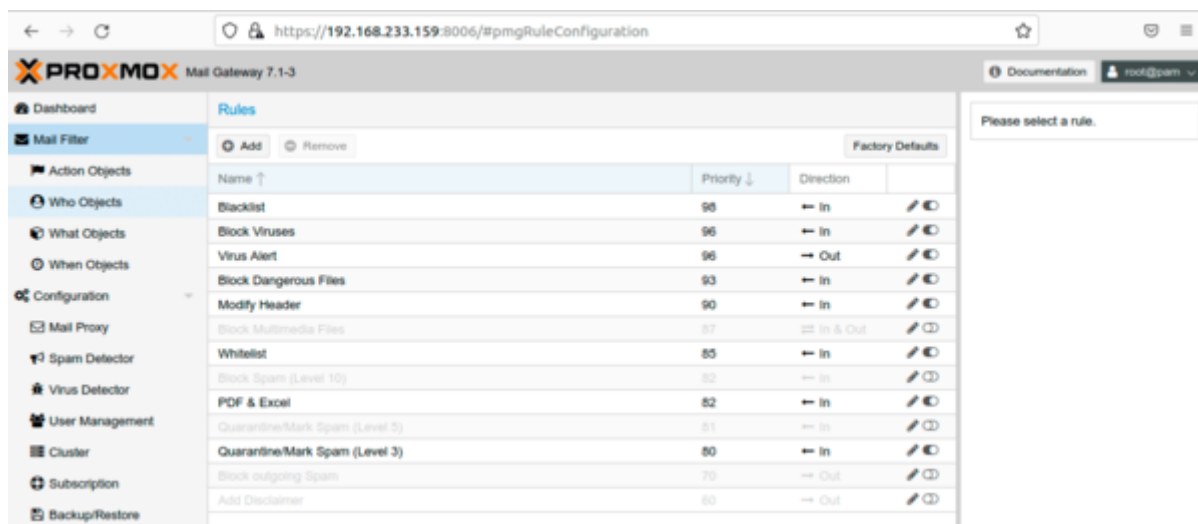 https://192.168.233.159:8006/#pmgRuleConfiguration
PROXMOX Mail Gateway 7.1-3
Documentation
root@pam
Dashboard
Mail Filter
Action Objects
Who Objects
What Objects
When Objects
Configuration
Mail Proxy
Spam Detector
Virus Detector
User Management
Cluster
Subscription
Backup/Restore
Rules
Add Remove Factory Defaults
Name Priority Direction
Blacklist 98 In
Block Viruses 96 In
Virus Alert 96 Out
Block Dangerous Files 93 In
Modify Header 90 In
Block Multimedia Files 87 In & Out
Whitelist 85 In
Block Spam (Level 10) 82 In
PDF & Excel 82 In
Quarantine/Mark Spam (Level 5) 81 In
Quarantine/Mark Spam (Level 3) 80 In
Block outgoing Spam 70 Out
Add Disclaimer 60 Out
Please select a rule.